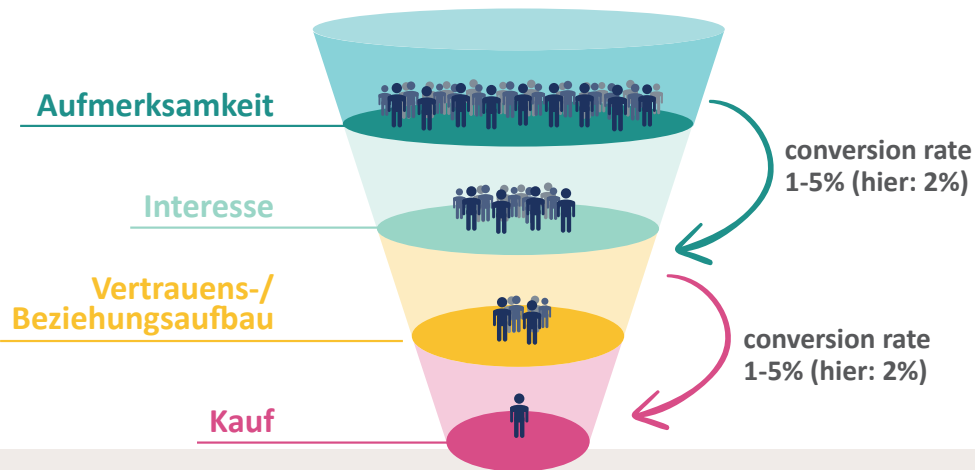 Aufmerksamkeit
conversion rate
1-5% (hier: 2%)
Interesse
Vertrauens-/
Beziehungsaufbau
conversion rate
1-5% (hier: 2%)
Kauf